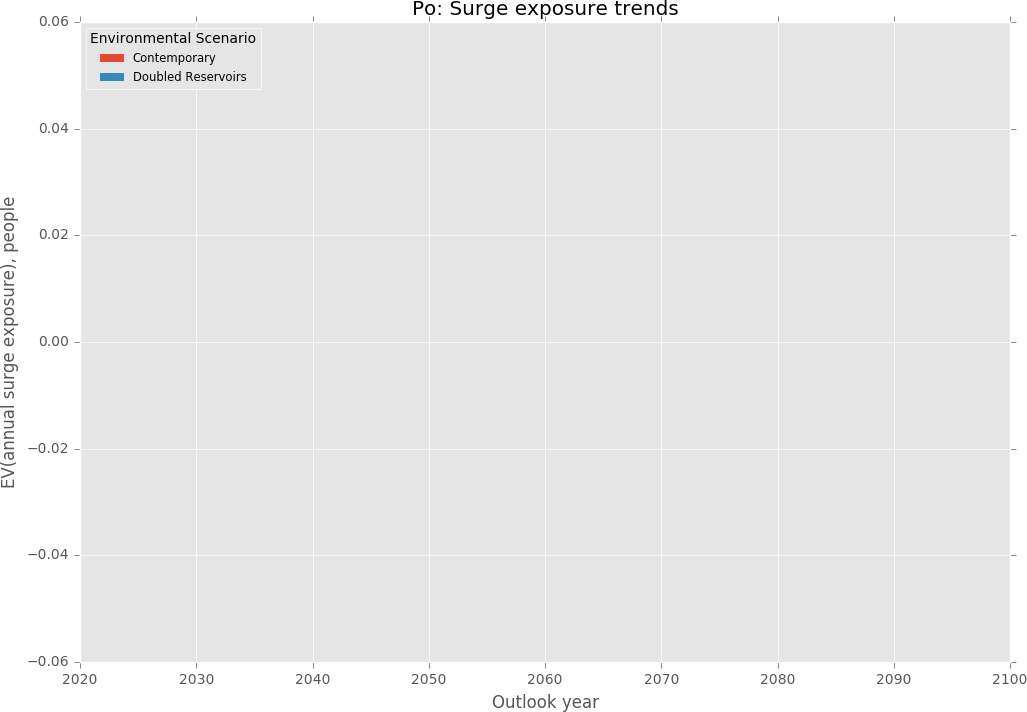 Po: Surge exposure trends
Environmental Scenario
Contemporary
Doubled Reservoirs
EV(annual surge exposure), people
0.06
0.04
0.02
0.00
−0.02
−0.04
−0.06
2020 2030 2040 2050 2060 2070 2080 2090 2100
Outlook year